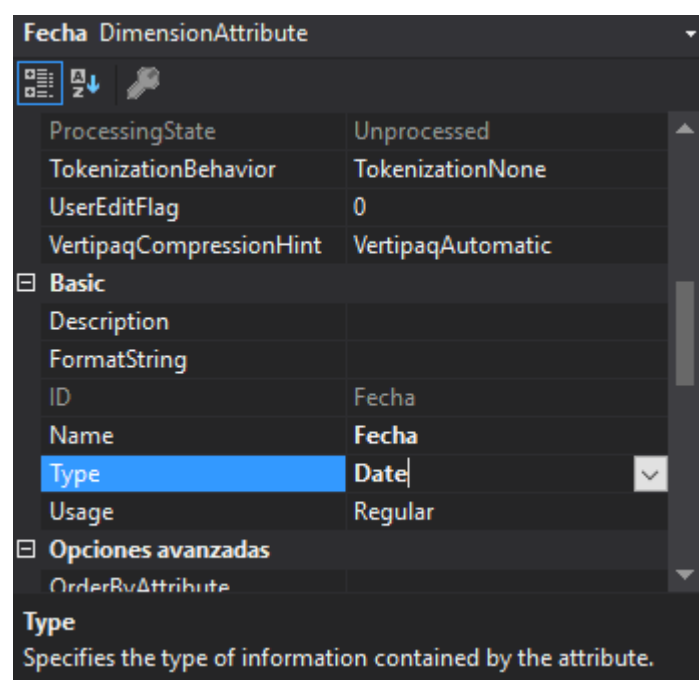 Fecha DimensionAttribute
ProcessingState Unprocessed
TokenizationBehavior TokenizationNone
UserEditFlag 0
VertipaqCompressionHint VertipaqAutomatic
Basic
Description
FormatString
ID Fecha
Name Fecha
Type Date
Usage Regular
Opciones avanzadas
OrderByAttribute
Type
Specifies the type of information contained by the attribute.